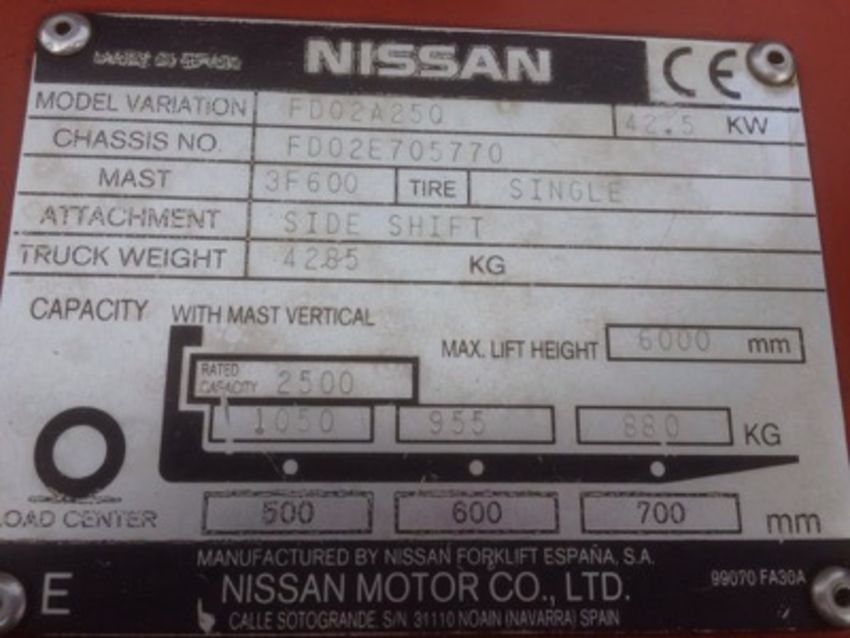 MADE IN SPAIN NISSAN CE
MODEL VARIATION FD02A250 42.5 KW
CHASSIS NO. FD02E705770
MAST 3F600 TIRE SINGLE
ATTACHMENT SIDE SHIFT
TRUCK WEIGHT 4285 KG
CAPACITY WITH MAST VERTICAL
MAX. LIFT HEIGHT 6000 mm
RATED CAPACITY 2500
1050 955 880 KG
LOAD CENTER 500 600 700 mm
MANUFACTURED BY NISSAN FORKLIFT ESPAÑA, S.A.
E NISSAN MOTOR CO., LTD. 99070 FA30A
CALLE SOTOGRANDE. S/N 31110 NOAIN (NAVARRA) SPAIN